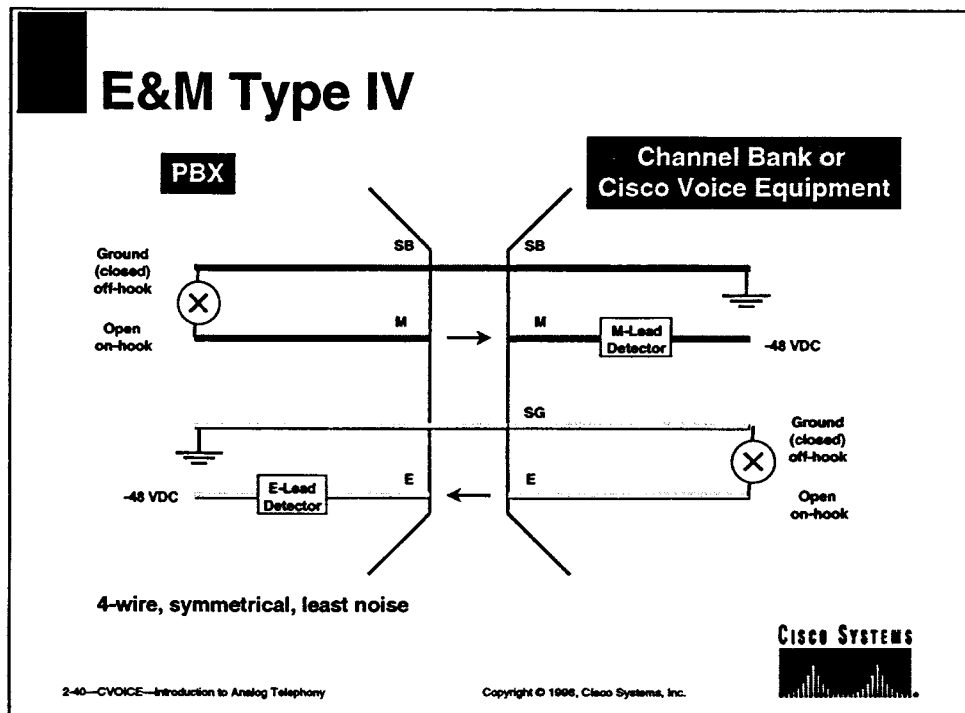 E&M Type IV
PBX
Channel Bank or
Cisco Voice Equipment
SB
SB
Ground
(closed)
off-hook
Open
on-hook
M
M
M-Lead
Detector
-48 VDC
SG
Ground
(closed)
off-hook
-48 VDC
E-Lead
Detector
E
E
Open
on-hook
4-wire, symmetrical, least noise
CISCO SYSTEMS
2-40—CVOICE—Introduction to Analog Telephony
Copyright © 1998, Cisco Systems, Inc.